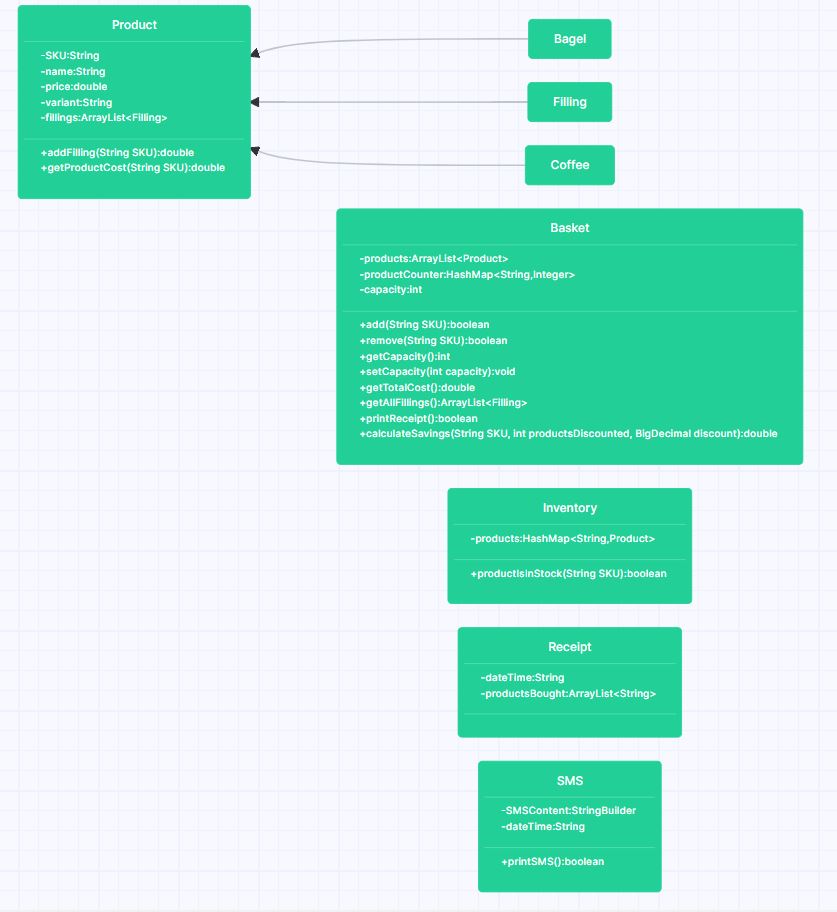 Product
-SKU:String
-name:String
-price:double
-variant:String
-fillings:ArrayList<Filling>
+addFilling(String SKU):double
+getProductCost(String SKU):double
Bagel
Filling
Coffee
Basket
-products:ArrayList<Product>
-productCounter:HashMap<String,Integer>
-capacity:int
+add(String SKU):boolean
+remove(String SKU):boolean
+getCapacity():int
+setCapacity(int capacity):void
+getTotalCost():double
+getAllFillings():ArrayList<Filling>
+printReceipt():boolean
+calculateSavings(String SKU, int productsDiscounted, BigDecimal discount):double
Inventory
-products:HashMap<String,Product>
+productIsInStock(String SKU):boolean
Receipt
-dateTime:String
-productsBought:ArrayList<String>
SMS
-SMSContent:StringBuilder
-dateTime:String
+printSMS():boolean